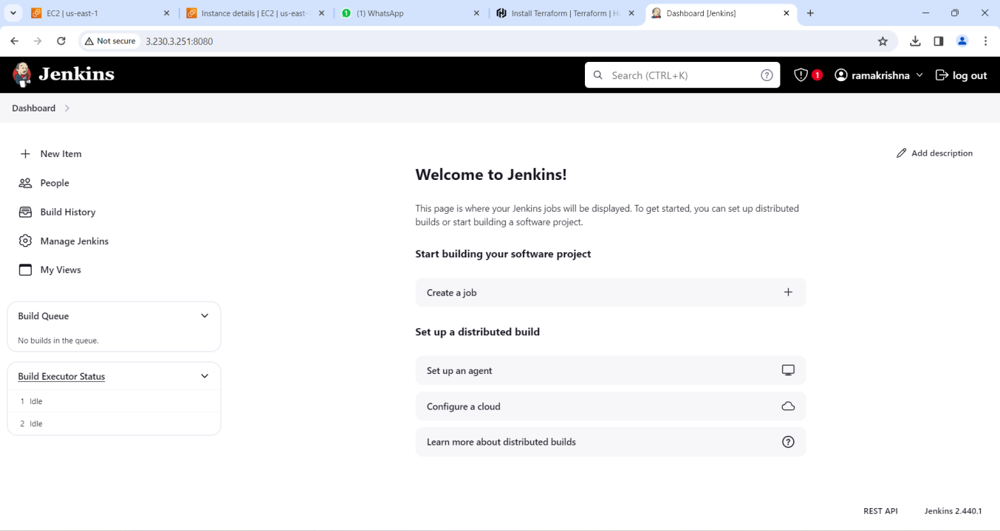 EC2 | us-east-1
Instance details | EC2 | us-east-
(1) WhatsApp
Install Terraform | Terraform | H
Dashboard [Jenkins]
Not secure
3.230.3.251:8080
Jenkins
Search (CTRL+K)
1
ramakrishna
log out
Dashboard
New Item
People
Build History
Manage Jenkins
My Views
Build Queue
No builds in the queue.
Build Executor Status
1 Idle
2 Idle
Add description
Welcome to Jenkins!
This page is where your Jenkins jobs will be displayed. To get started, you can set up distributed
builds or start building a software project.
Start building your software project
Create a job
Set up a distributed build
Set up an agent
Configure a cloud
Learn more about distributed builds
REST API
Jenkins 2.440.1